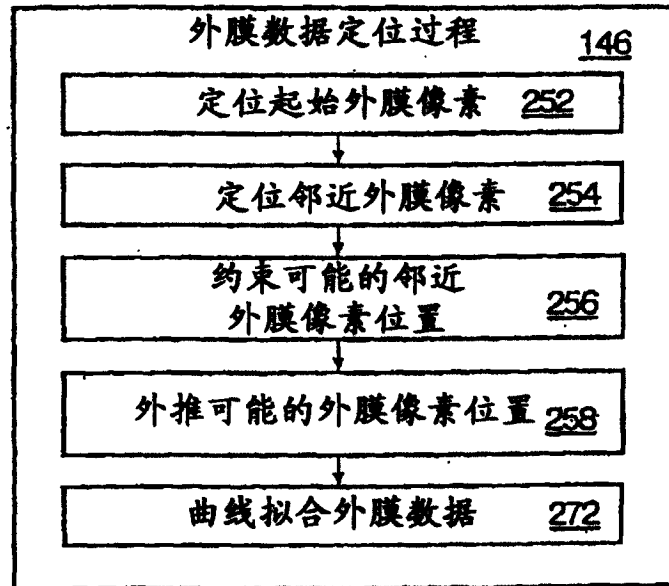 外膜数据定位过程 146
定位起始外膜像素 252
定位邻近外膜像素 254
约束可能的邻近
外膜像素位置 256
外推可能的外膜像素位置 258
曲线拟合外膜数据 272